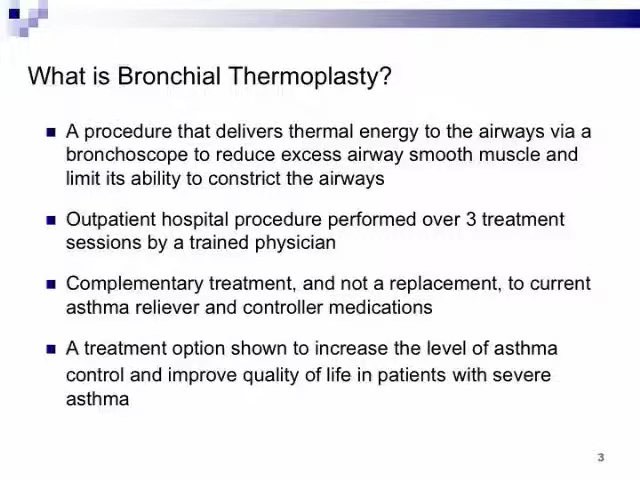 What is Bronchial Thermoplasty?
A procedure that delivers thermal energy to the airways via a
bronchoscope to reduce excess airway smooth muscle and
limit its ability to constrict the airways
Outpatient hospital procedure performed over 3 treatment
sessions by a trained physician
Complementary treatment, and not a replacement, to current
asthma reliever and controller medications
A treatment option shown to increase the level of asthma
control and improve quality of life in patients with severe
asthma
3